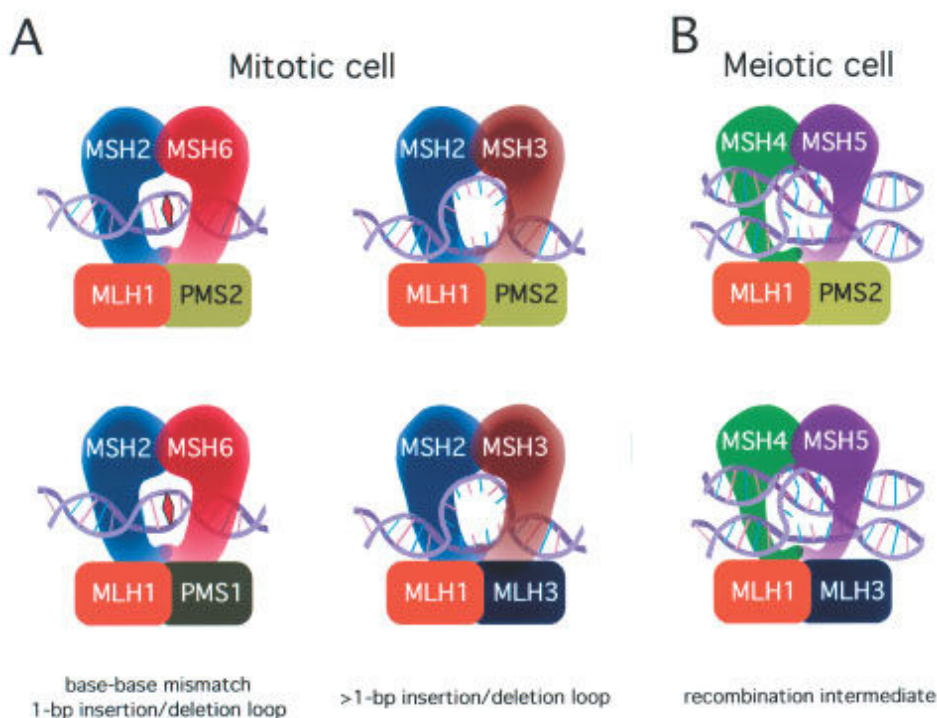 A
B
Mitotic cell
Meiotic cell
MSH2 MSH6
MSH2 MSH3
MSH4 MSH5
MLH1 PMS2
MLH1 PMS2
MLH1 PMS2
MSH2 MSH6
MSH2 MSH3
MSH4 MSH5
MLH1 PMS1
MLH1 MLH3
MLH1 MLH3
base-base mismatch
1-bp insertion/deletion loop
>1-bp insertion/deletion loop
recombination intermediate